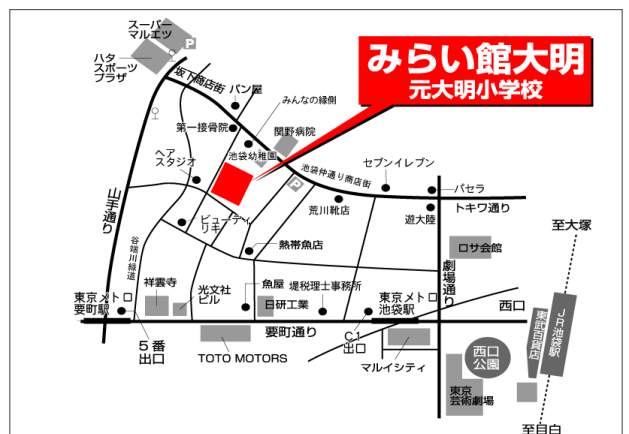 スーパー
マルエツ
P
ハタ
スポーツ
プラザ
みらい館大明
元大明小学校
坂下商店街
パン屋
みんなの縁側
第一接骨院
関野病院
池袋幼稚園
ヘア
スタジオ
池袋仲通り商店街
セブンイレブン
パセラ
P
荒川靴店
遊大陸
トキワ通り
至大塚
山手通り
ビューティ
リキ
谷端川緑道
熱帯魚店
ロサ会館
劇場通り
祥雲寺
光文社
ビル
魚屋
堤税理士事務所
日研工業
東京メトロ
要町駅
東京メトロ
池袋駅
西口
JR池袋駅
東武百貨店
5番
出口
要町通り
C1
出口
TOTO MOTORS
マルイシティ
西口
公園
東京
芸術劇場
至目白